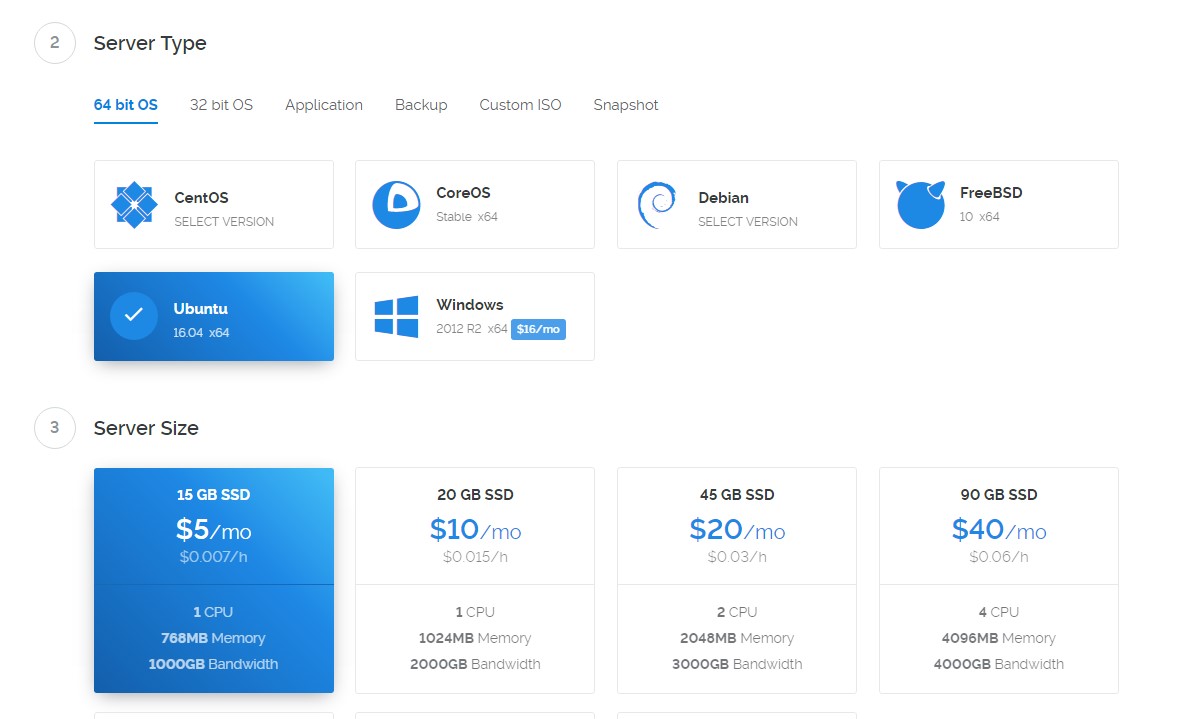 2 Server Type
64 bit OS 32 bit OS Application Backup Custom ISO Snapshot
CentOS
SELECT VERSION
CoreOS
Stable x64
Debian
SELECT VERSION
FreeBSD
10 x64
Ubuntu
16.04 x64
Windows
2012 R2 x64 $16/mo
3 Server Size
15 GB SSD
$5/mo
$0.007/h
1 CPU
768MB Memory
1000GB Bandwidth
20 GB SSD
$10/mo
$0.015/h
1 CPU
1024MB Memory
2000GB Bandwidth
45 GB SSD
$20/mo
$0.03/h
2 CPU
2048MB Memory
3000GB Bandwidth
90 GB SSD
$40/mo
$0.06/h
4 CPU
4096MB Memory
4000GB Bandwidth